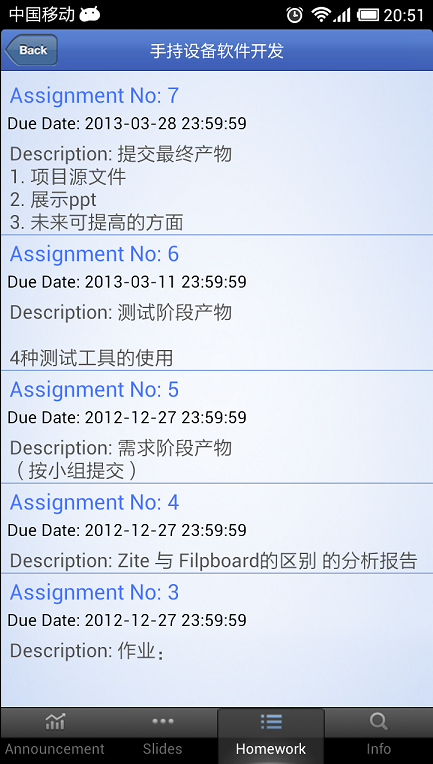 中国移动 20:51
Back 手持设备软件开发
Assignment No: 7
Due Date: 2013-03-28 23:59:59
Description: 提交最终产物
1. 项目源文件
2. 展示ppt
3. 未来可提高的方面
Assignment No: 6
Due Date: 2013-03-11 23:59:59
Description: 测试阶段产物
4种测试工具的使用
Assignment No: 5
Due Date: 2012-12-27 23:59:59
Description: 需求阶段产物
（按小组提交）
Assignment No: 4
Due Date: 2012-12-27 23:59:59
Description: Zite 与 Filpboard的区别 的分析报告
Assignment No: 3
Due Date: 2012-12-27 23:59:59
Description: 作业：
Announcement Slides Homework Info